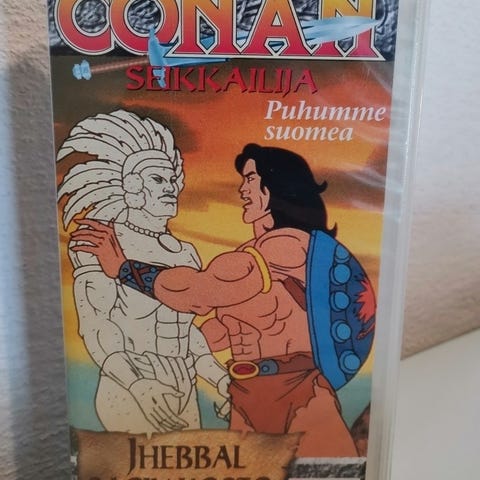 CONAN
SEIKKAILIJA
Puhumme
suomea
JHEBBAL